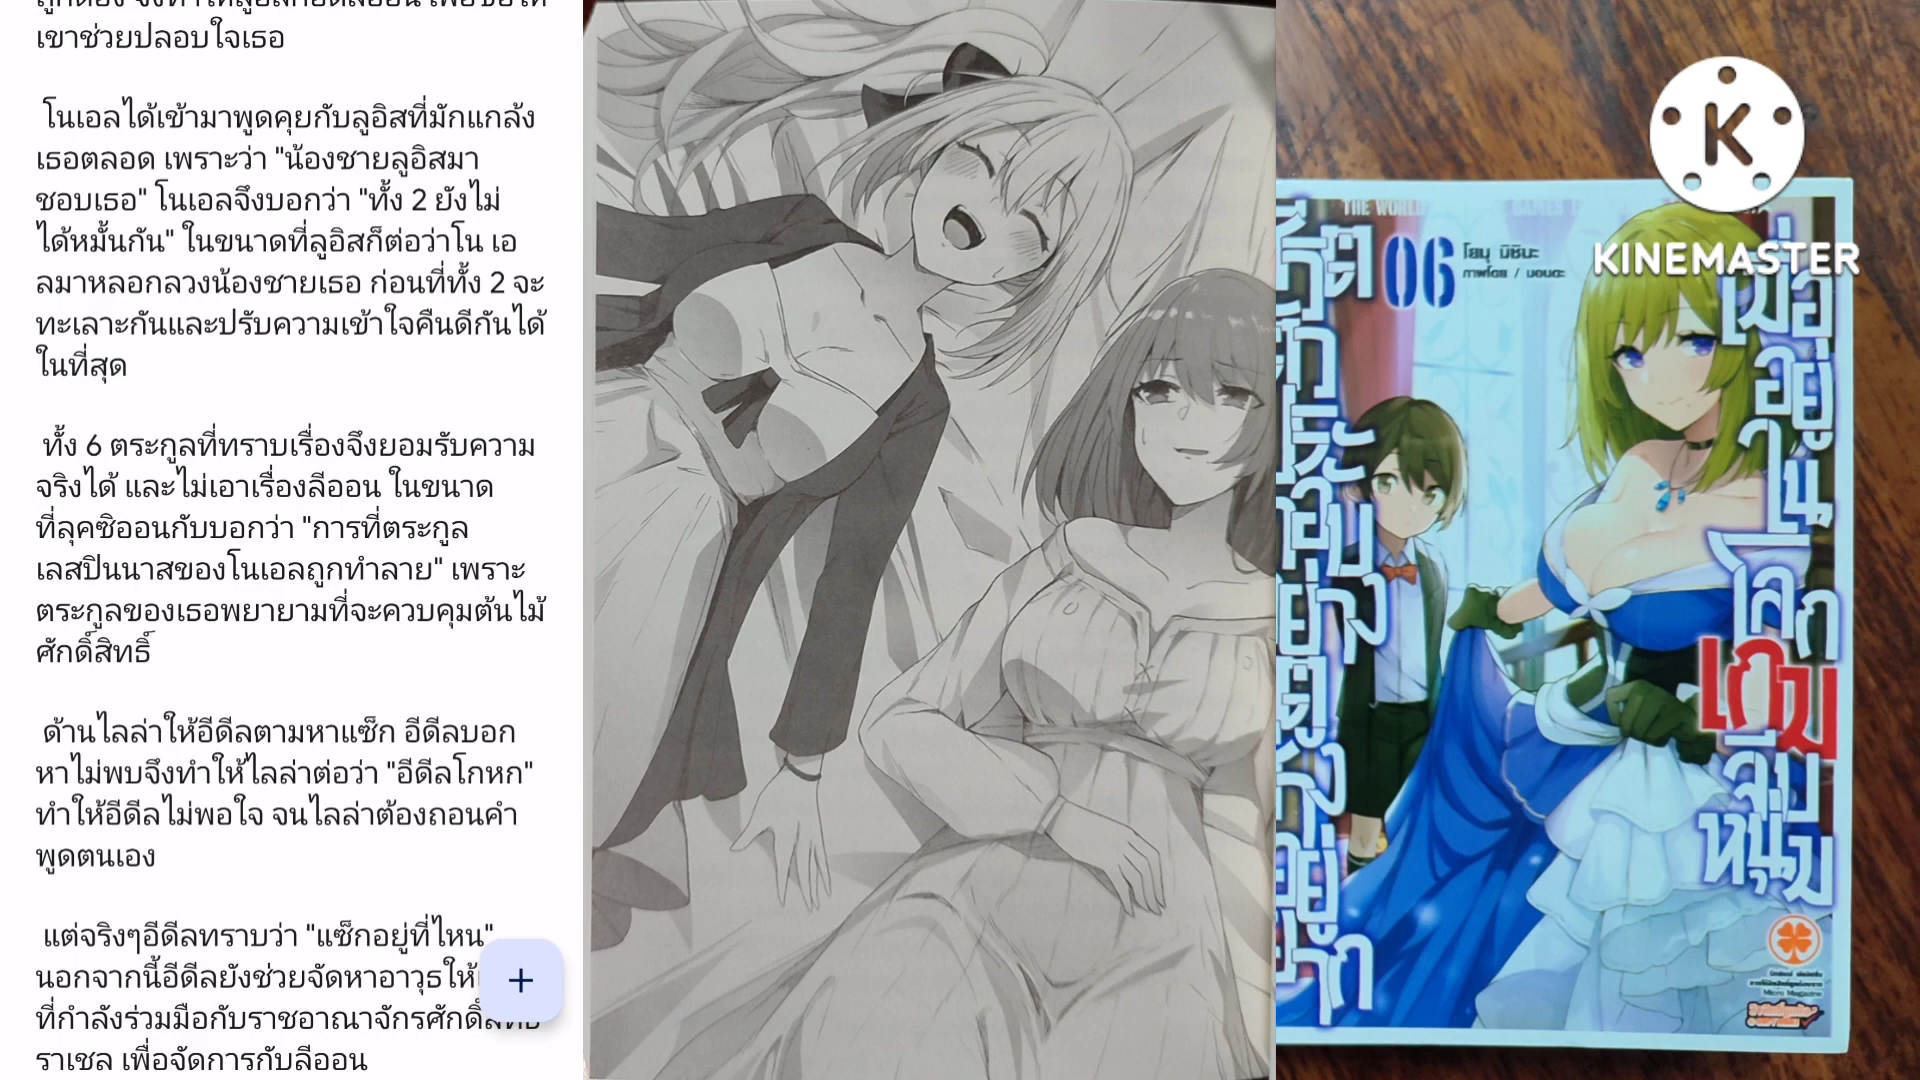 เขาช่วยปลอบใจเธอ
โนเอลได้เข้ามาพูดคุยกับลูอิสที่มักแกล้ง
เธอตลอด เพราะว่า "น้องชายลูอิสมา
ชอบเธอ" โนเอลจึงบอกว่า "ทั้ง 2 ยังไม่
ได้หมั้นกัน" ในขณะที่ลูอิสก็ต่อว่าโน เอ
ลมาหลอกลวงน้องชายเธอ ก่อนที่ทั้ง 2 จะ
ทะเลาะกันและปรับความเข้าใจคืนดีกันได้
ในที่สุด
ทั้ง 6 ตระกูลที่ทราบเรื่องจึงยอมรับความ
จริงได้ และไม่เอาเรื่องลีออน ในขณะ
ที่ลุคซิออนกับบอกว่า "การที่ตระกูล
เลสปินนาสของโนเอลถูกทำลาย" เพราะ
ตระกูลของเธอพยายามที่จะควบคุมต้นไม้
ศักดิ์สิทธิ์
ด้านไลล่าให้อีดีลตามหาแซ็ก อีดีลบอก
หาไม่พบจึงทำให้ไลล่าต่อว่า "อีดีลโกหก"
ทำให้อีดีลไม่พอใจ จนไลล่าต้องถอนคำ
พูดตนเอง
แต่จริงๆอีดีลทราบว่า "แซ็กอยู่ที่ไหน"
นอกจากนี้อีดีลยังช่วยจัดหาอาวุธให้
ที่กำลังร่วมมือกับราชอาณาจักร
ราเชล เพื่อจัดการกับลีออน
K
KINEMASTER
THE WORLD
06
โยมุ มิชิมะ
ภาพโดย / มอนดะ
เมื่อ
อยู่
ใน
โลก
เกม
จีบ
หนุ่ม
Micro Magazine